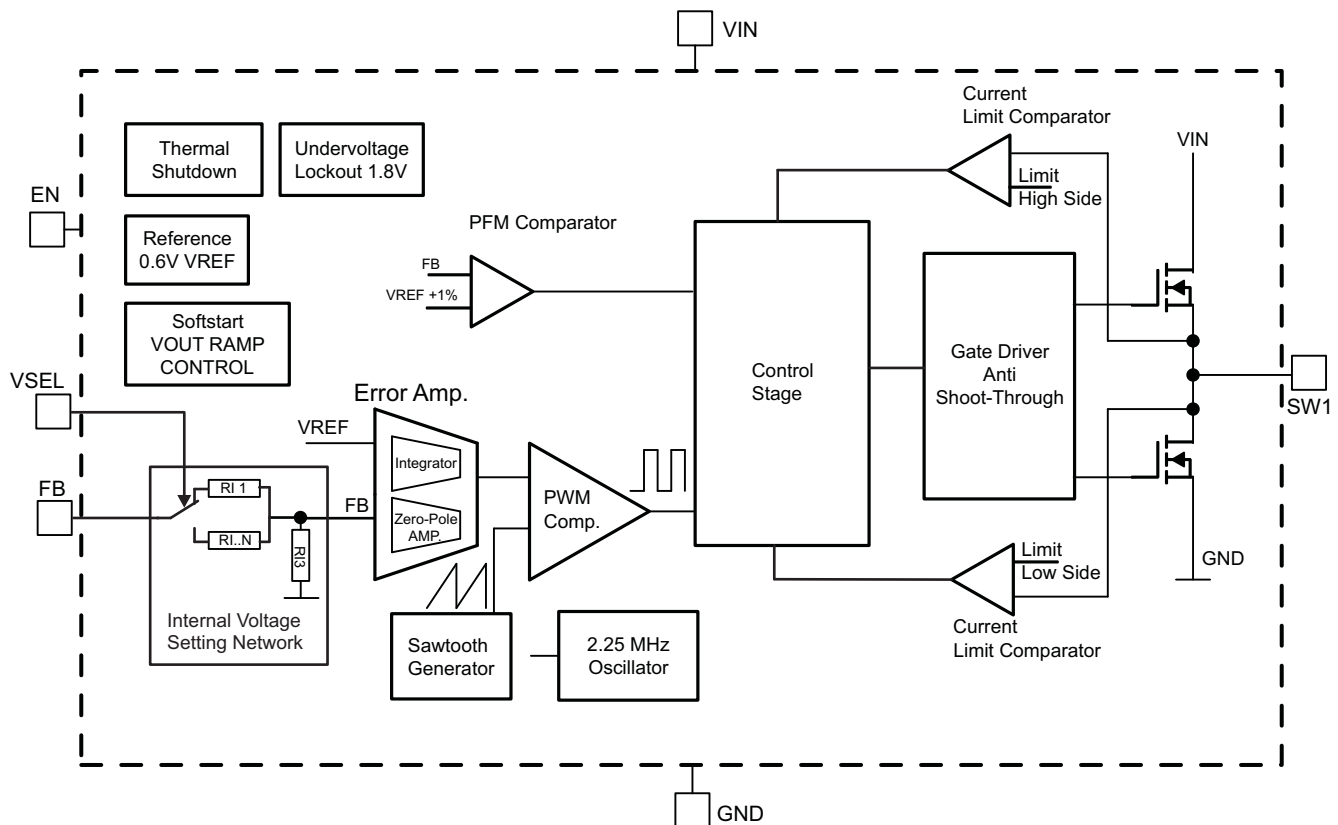 VIN
Current
Limit Comparator
Thermal
Shutdown
Undervoltage
Lockout 1.8V
VIN
Limit
High Side
EN
PFM Comparator
Reference
0.6V VREF
FB
VREF +1%
Softstart
VOUT RAMP
CONTROL
Control
Stage
Gate Driver
Anti
Shoot-Through
VSEL
Error Amp.
SW1
VREF
Integrator
FB
RI 1
FB
PWM
Comp.
Zero-Pole
AMP.
RI..N
RI3
Limit
Low Side
GND
Internal Voltage
Setting Network
Sawtooth
Generator
2.25 MHz
Oscillator
Current
Limit Comparator
GND